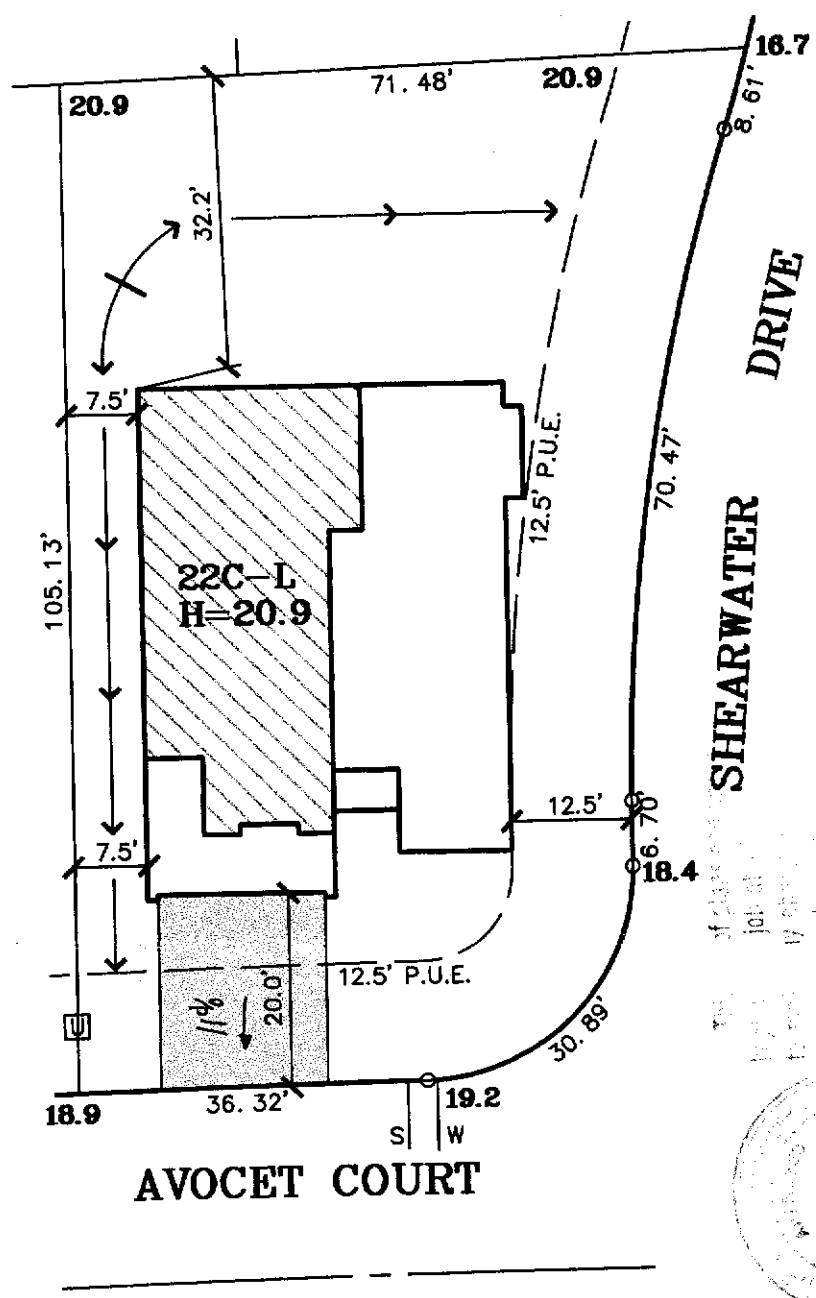 16.7
71.48'
20.9
20.9
8.61'
32.2'
DRIVE
7.5'
12.5' P.U.E.
70.47'
105.13'
22C-L
H=20.9
SHEARWATER
12.5'
6.70'
7.5'
18.4
12.5' P.U.E.
11%
20.0'
U
30.89'
18.9
36.32'
19.2
S
W
AVOCET COURT